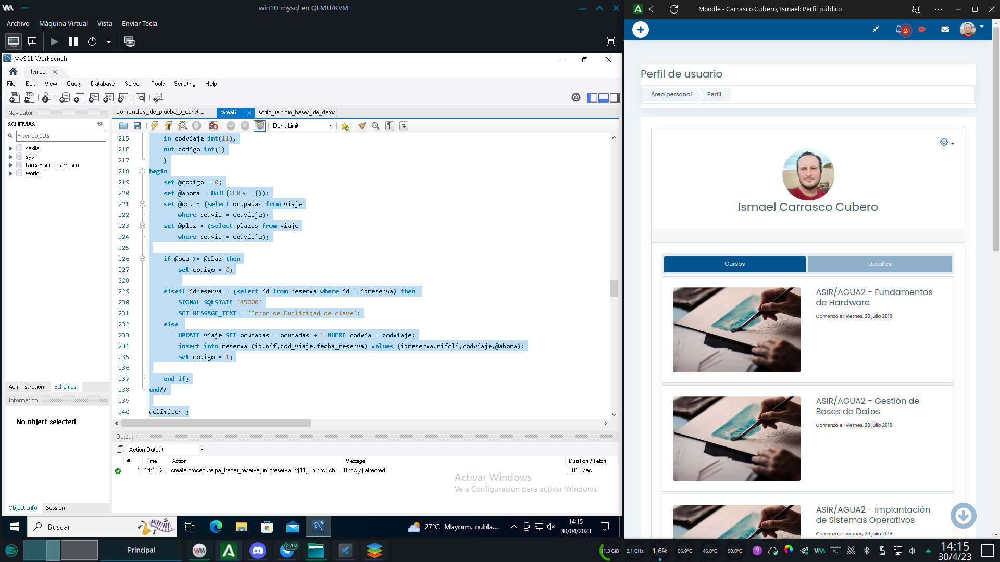 win10_mysql en QEMU/KVM
Archivo Máquina Virtual Vista Enviar Tecla
MySQL Workbench
Ismael
File Edit View Query Database Server Tools Scripting Help
Navigator
SCHEMAS
Filter objects
sakila
sys
tarea5ismaelcarrasco
world
Administration Schemas
Information
No object selected
Object Info Session
comandos_de_prueba_y_constr... tarea6 scritp_reinicio_bases_de_datos
Don't Limit
215 in codviaje int(11),
216 out codigo int(1)
217 )
218 begin
219 set @codigo = 0;
220 set @ahora = DATE(CURDATE());
221 set @ocu = (select ocupadas from viaje
222 where codvia = codviaje);
223 set @plaz = (select plazas from viaje
224 where codvia = codviaje);
225
226 if @ocu >= @plaz then
227 set codigo = 0;
228
229 elseif idreserva = (select id from reserva where id = idreserva) then
230 SIGNAL SQLSTATE '45000'
231 SET MESSAGE_TEXT = 'Error de Duplicidad de clave';
232 else
233 UPDATE viaje SET ocupadas = ocupadas + 1 WHERE codvia = codviaje;
234 insert into reserva (id,nif,cod_viaje,fecha_reserva) values (idreserva,nifcli,codviaje,@ahora);
235 set codigo = 1;
236
237 end if;
238 end//
239
240 delimiter ;
Output
Action Output
# Time Action Message Duration / Fetch
1 14:12:28 create procedure pa_hacer_reserva( in idreserva int(11), in nifcli ch... 0 row(s) affected 0.016 sec
Activar Windows
Ve a Configuración para activar Windows.
Buscar
27°C Mayorm. nubla...
14:15
30/04/2023
Moodle - Carrasco Cubero, Ismael: Perfil público
2
Perfil de usuario
Área personal Perfil
Ismael Carrasco Cubero
Cursos Detalles
ASIR/AGUA2 - Fundamentos
de Hardware
Comenzó el: viernes, 20 julio 2018
ASIR/AGUA2 - Gestión de
Bases de Datos
Comenzó el: viernes, 20 julio 2018
ASIR/AGUA2 - Implantación
de Sistemas Operativos
Comenzó el: viernes, 20 julio 2018
Principal
7.702
11,3 GiB 2,1 GHz 1,6% 56,9°C 46,0°C 50,0°C
14:15
30/4/23